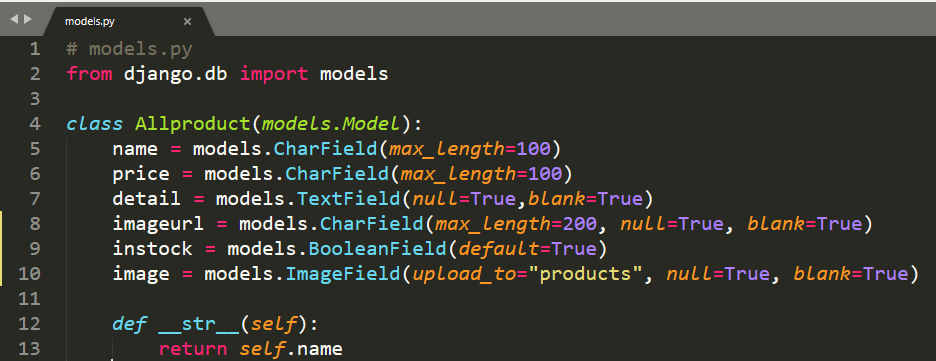 models.py ×
1 # models.py
2 from django.db import models
3
4 class Allproduct(models.Model):
5     name = models.CharField(max_length=100)
6     price = models.CharField(max_length=100)
7     detail = models.TextField(null=True,blank=True)
8     imageurl = models.CharField(max_length=200, null=True, blank=True)
9     instock = models.BooleanField(default=True)
10     image = models.ImageField(upload_to="products", null=True, blank=True)
11
12     def __str__(self):
13         return self.name